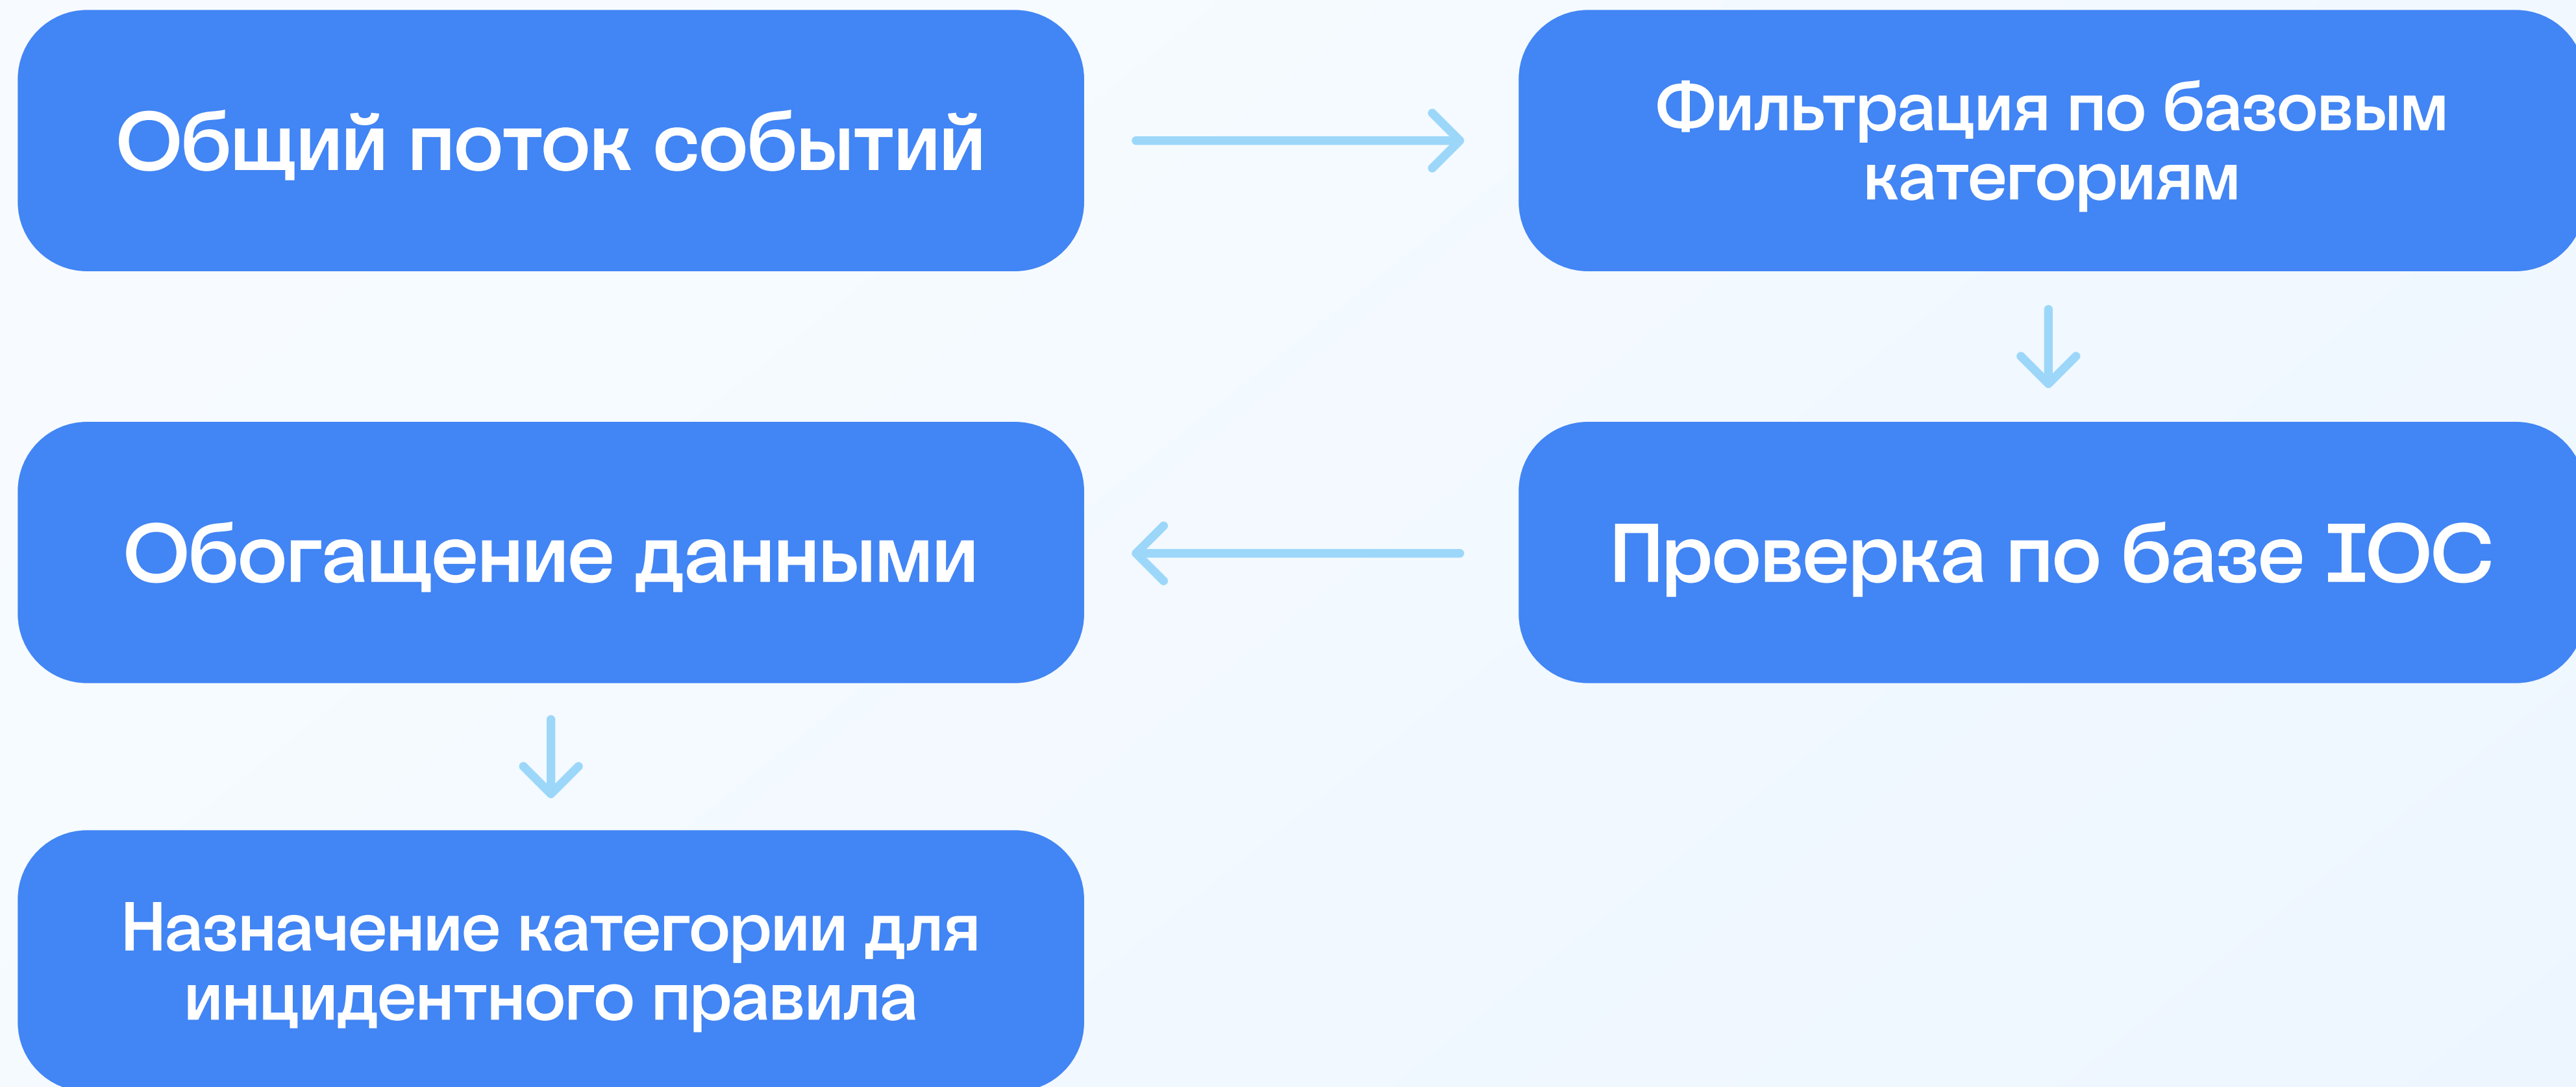 Общий поток событий
Фильтрация по базовым
категориям
Проверка по базе IOC
Обогащение данными
Назначение категории для
инцидентного правила